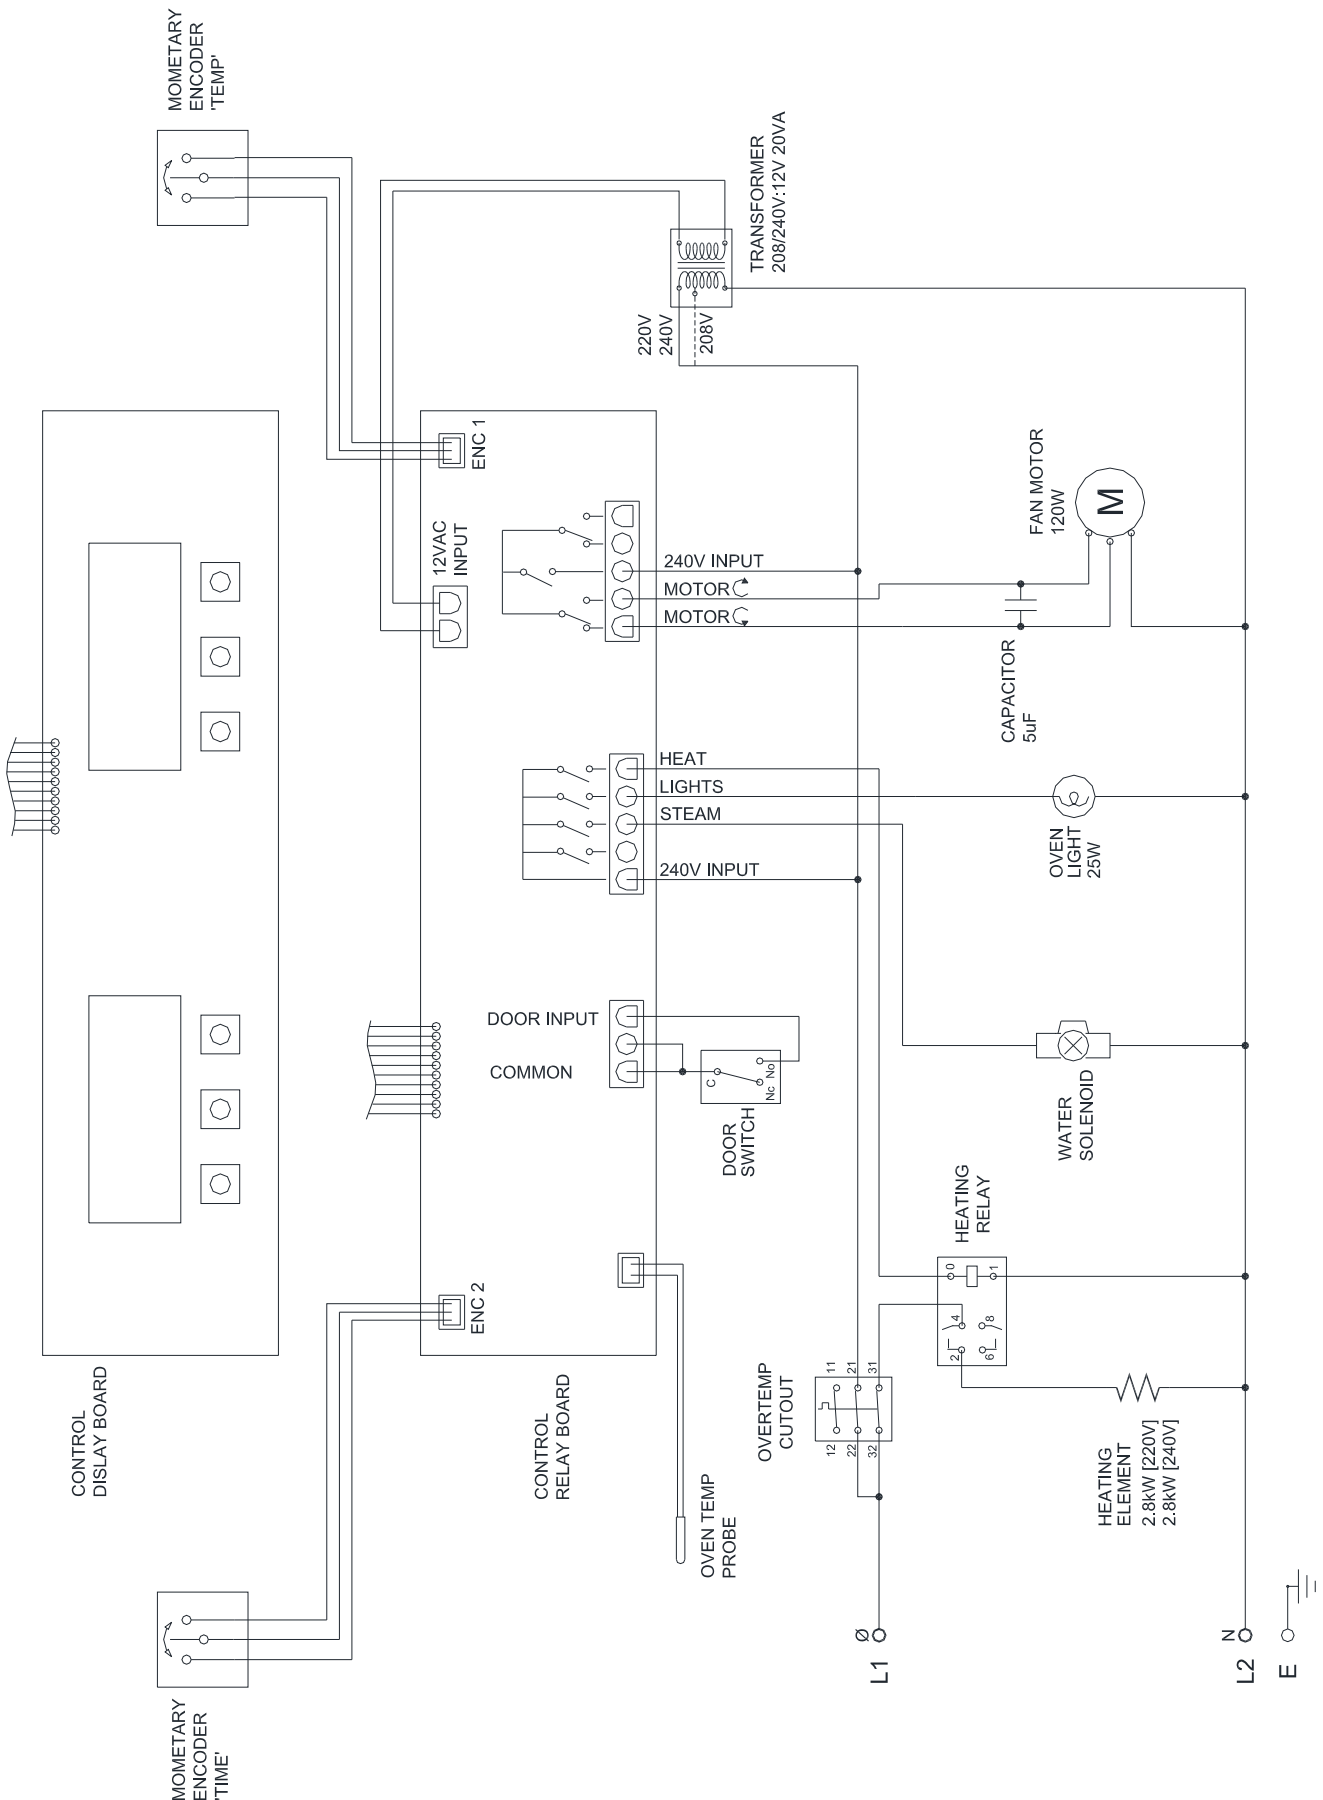 MOMETARY
ENCODER
'TEMP'
TRANSFORMER
208/240V:12V 20VA
220V
240V
208V
ENC 1
12VAC
INPUT
240V INPUT
MOTOR
MOTOR
FAN MOTOR
120W
M
CAPACITOR
5uF
HEAT
LIGHTS
STEAM
240V INPUT
OVEN
LIGHT
25W
DOOR INPUT
COMMON
C
Nc
No
DOOR
SWITCH
WATER
SOLENOID
HEATING
RELAY
0
1
4
8
2
6
ENC 2
CONTROL
DISLAY BOARD
CONTROL
RELAY BOARD
OVERTEMP
CUTOUT
11
21
31
12
22
32
HEATING
ELEMENT
2.8kW [220V]
2.8kW [240V]
OVEN TEMP
PROBE
MOMETARY
ENCODER
'TIME'
Ø
L1
N
L2
E